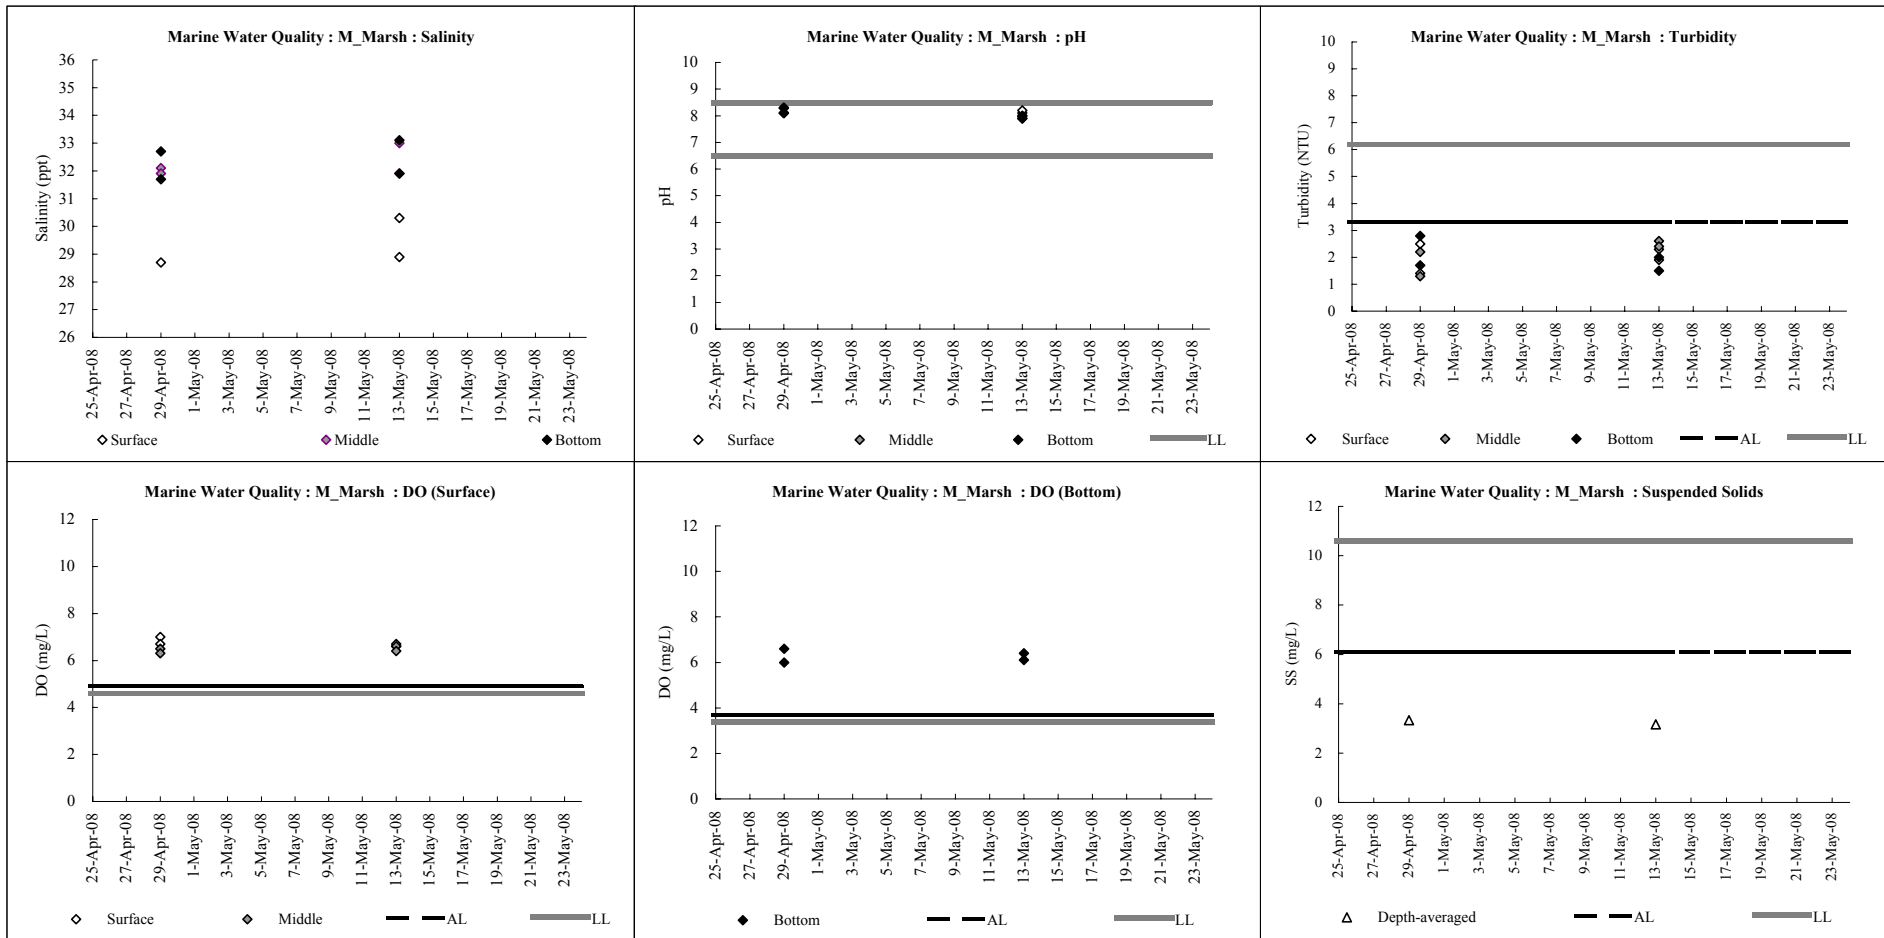 Marine Water Quality : M_Marsh : Salinity
36
35
34
33
32
31
30
29
28
27
26
Salinity (ppt)
25-Apr-08
27-Apr-08
29-Apr-08
1-May-08
3-May-08
5-May-08
7-May-08
9-May-08
11-May-08
13-May-08
15-May-08
17-May-08
19-May-08
21-May-08
23-May-08
Surface Middle Bottom
Marine Water Quality : M_Marsh : pH
10
9
8
7
6
5
4
3
2
1
0
pH
25-Apr-08
27-Apr-08
29-Apr-08
1-May-08
3-May-08
5-May-08
7-May-08
9-May-08
11-May-08
13-May-08
15-May-08
17-May-08
19-May-08
21-May-08
23-May-08
Surface Middle Bottom LL
Marine Water Quality : M_Marsh : Turbidity
10
9
8
7
6
5
4
3
2
1
0
Turbidity (NTU)
25-Apr-08
27-Apr-08
29-Apr-08
1-May-08
3-May-08
5-May-08
7-May-08
9-May-08
11-May-08
13-May-08
15-May-08
17-May-08
19-May-08
21-May-08
23-May-08
Surface Middle Bottom AL LL
Marine Water Quality : M_Marsh : DO (Surface)
12
10
8
6
4
2
0
DO (mg/L)
25-Apr-08
27-Apr-08
29-Apr-08
1-May-08
3-May-08
5-May-08
7-May-08
9-May-08
11-May-08
13-May-08
15-May-08
17-May-08
19-May-08
21-May-08
23-May-08
Surface Middle AL LL
Marine Water Quality : M_Marsh : DO (Bottom)
12
10
8
6
4
2
0
DO (mg/L)
25-Apr-08
27-Apr-08
29-Apr-08
1-May-08
3-May-08
5-May-08
7-May-08
9-May-08
11-May-08
13-May-08
15-May-08
17-May-08
19-May-08
21-May-08
23-May-08
Bottom AL LL
Marine Water Quality : M_Marsh : Suspended Solids
12
10
8
6
4
2
0
SS (mg/L)
25-Apr-08
27-Apr-08
29-Apr-08
1-May-08
3-May-08
5-May-08
7-May-08
9-May-08
11-May-08
13-May-08
15-May-08
17-May-08
19-May-08
21-May-08
23-May-08
Depth-averaged AL LL